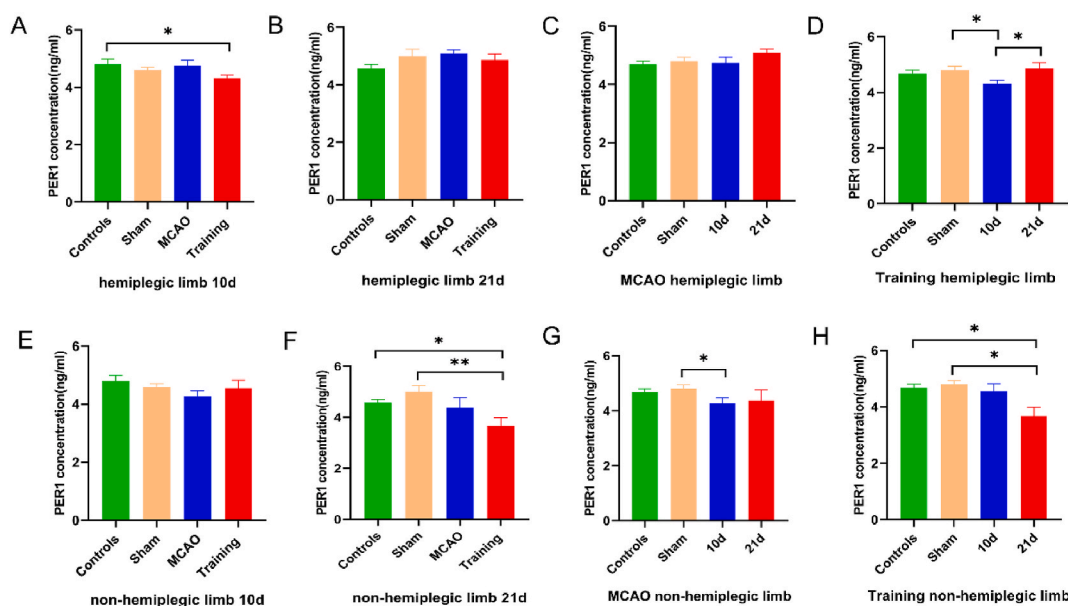 A
PER1 concentration(ng/ml)
6
4
2
0
*
Controls
Sham
MCAO
Training
hemiplegic limb 10d
B
PER1 concentration(ng/ml)
6
4
2
0
Controls
Sham
MCAO
Training
hemiplegic limb 21d
C
PER1 concentration(ng/ml)
6
4
2
0
Controls
Sham
10d
21d
MCAO hemiplegic limb
D
PER1 concentration(ng/ml)
6
4
2
0
*
*
Controls
Sham
10d
21d
Training hemiplegic limb
E
PER1 concentration(ng/ml)
6
4
2
0
Controls
Sham
MCAO
Training
non-hemiplegic limb 10d
F
PER1 concentration(ng/ml)
6
4
2
0
*
**
Controls
Sham
MCAO
Training
non-hemiplegic limb 21d
G
PER1 concentration(ng/ml)
6
4
2
0
*
Controls
Sham
10d
21d
MCAO non-hemiplegic limb
H
PER1 concentration(ng/ml)
6
4
2
0
*
*
Controls
Sham
10d
21d
Training non-hemiplegic limb